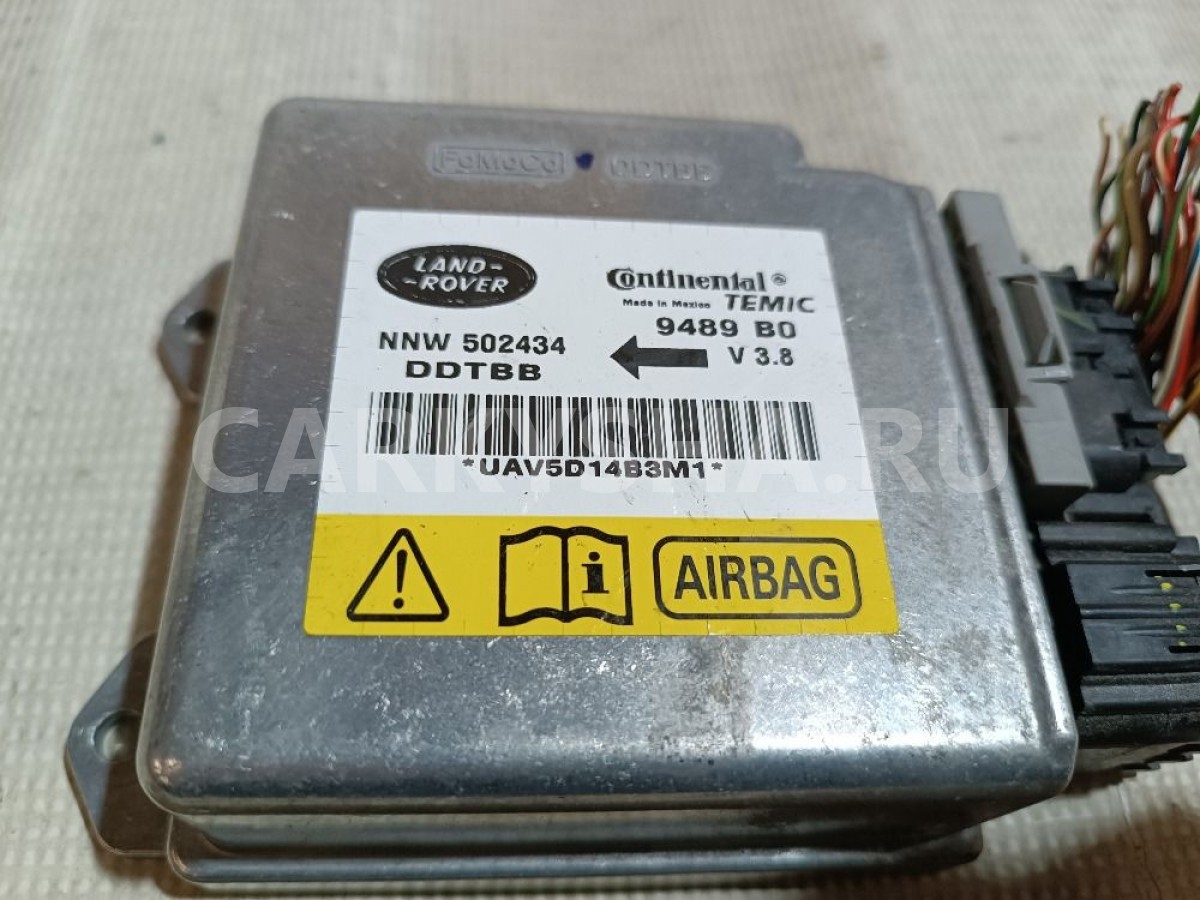 FoMoCo DDTBB
LAND-
-ROVER
Continental
Made in Mexico TEMIC
NNW 502434
9489 B0
DDTBB
V 3.8
D
*UAV5D14B3M1*
CARKYSHA.RU
i
AIRBAG